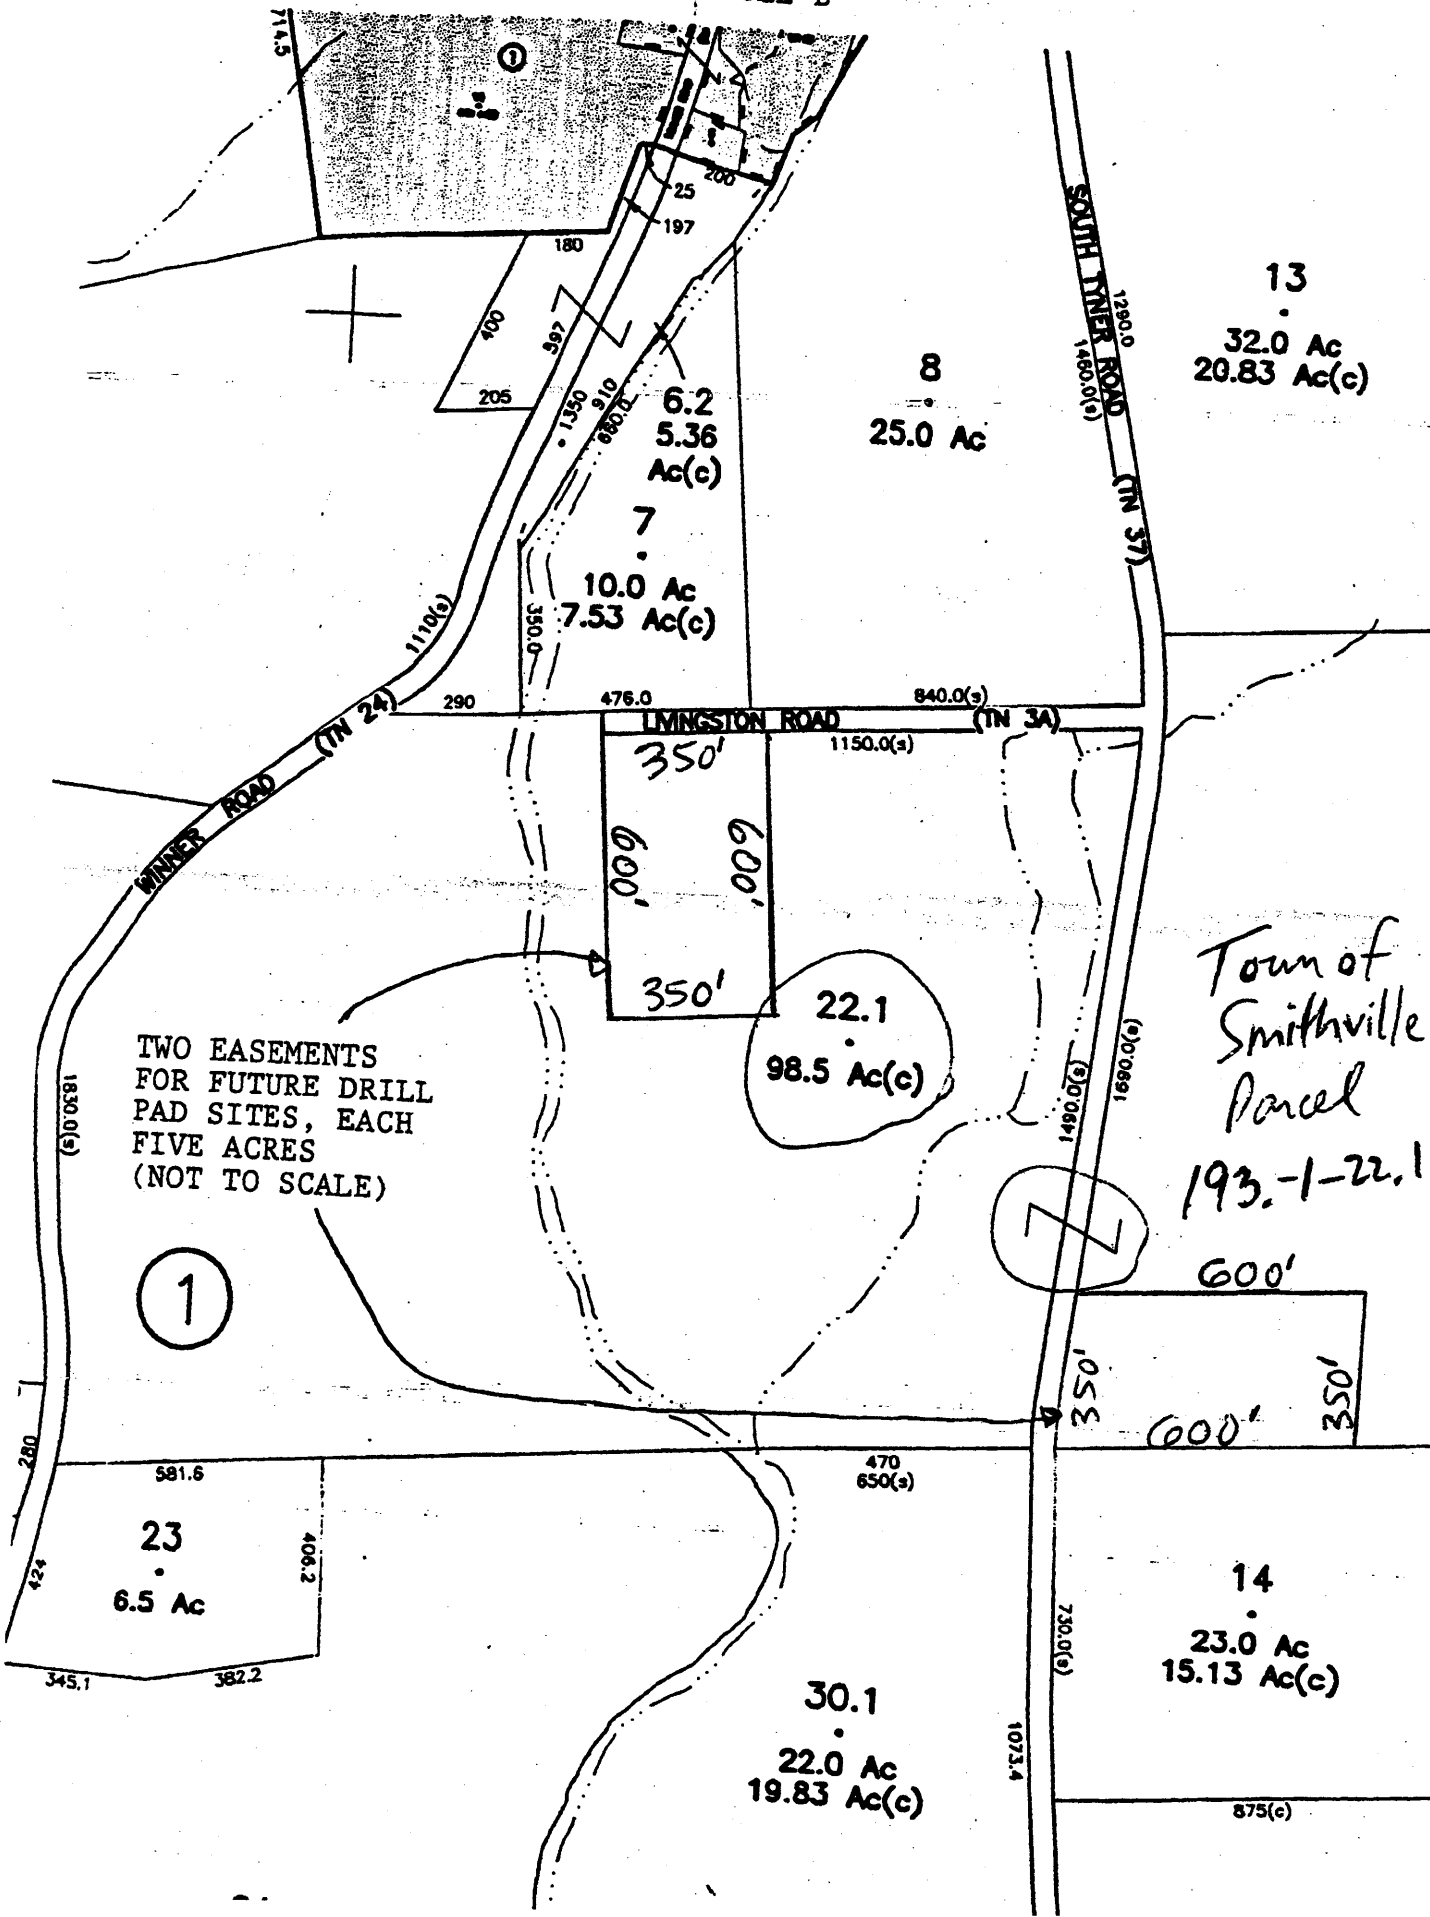 714.5
1
200
25
197
180
400
597
205
1350
910
660.0
6.2
5.36
Ac(c)
7
10.0 Ac
7.53 Ac(c)
350.0
8
25.0 Ac
SOUTH TYNER ROAD (TN 37)
1290.0
1460.0(s)
13
32.0 Ac
20.83 Ac(c)
1110(s)
290
476.0
840.0(s)
LIVINGSTON ROAD (TN 3A)
1150.0(s)
WINNER ROAD (TN 24)
350'
600'
600'
350'
22.1
98.5 Ac(c)
Town of
Smithville
Parcel
193.-1-22.1
1490.0(s)
1690.0(s)
TWO EASEMENTS
FOR FUTURE DRILL
PAD SITES, EACH
FIVE ACRES
(NOT TO SCALE)
1830.0(s)
1
600'
350'
350'
600'
280
581.6
470
650(s)
23
6.5 Ac
406.2
424
345.1
382.2
30.1
22.0 Ac
19.83 Ac(c)
730.0(s)
1073.4
14
23.0 Ac
15.13 Ac(c)
875(c)